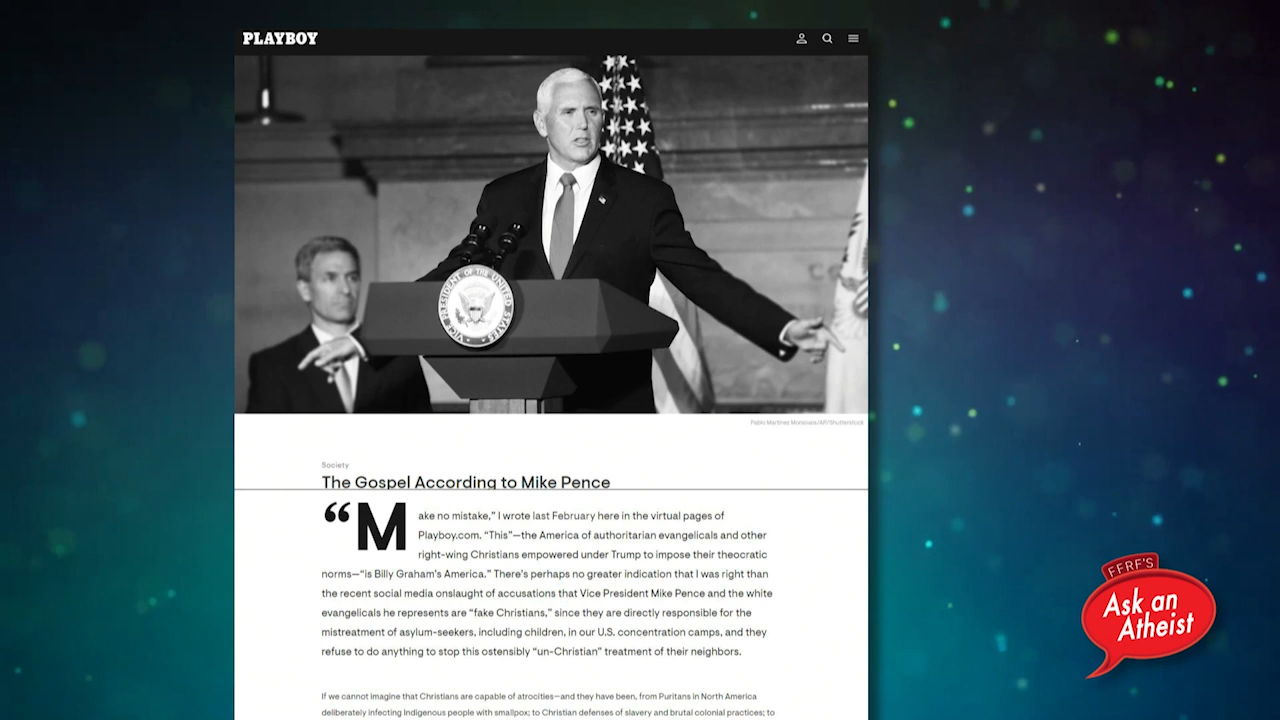 PLAYBOY
VICE PRESIDENT OF THE UNITED STATES
Pablo Martinez Monsivais/AP/Shutterstock
Society
The Gospel According to Mike Pence
“Make no mistake,” I wrote last February here in the virtual pages of
Playboy.com. “This”—the America of authoritarian evangelicals and other
right-wing Christians empowered under Trump to impose their theocratic
norms—“is Billy Graham’s America.” There’s perhaps no greater indication that I was right than
the recent social media onslaught of accusations that Vice President Mike Pence and the white
evangelicals he represents are “fake Christians,” since they are directly responsible for the
mistreatment of asylum-seekers, including children, in our U.S. concentration camps, and they
refuse to do anything to stop this ostensibly “un-Christian” treatment of their neighbors.
If we cannot imagine that Christians are capable of atrocities—and they have been, from Puritans in North America
deliberately infecting Indigenous people with smallpox; to Christian defenses of slavery and brutal colonial practices; to
FFRF'S
Ask an
Atheist